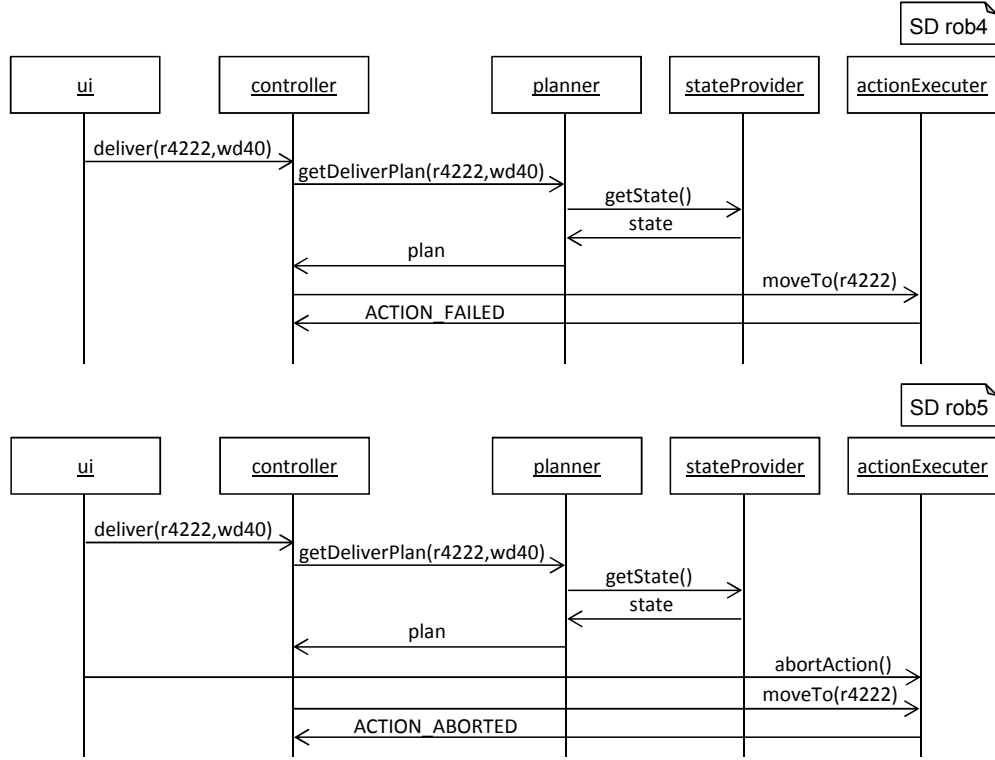 SD rob4
ui controller planner stateProvider actionExecuter
deliver(r4222,wd40)
getDeliverPlan(r4222,wd40)
getState()
state
plan
moveTo(r4222)
ACTION_FAILED
SD rob5
ui controller planner stateProvider actionExecuter
deliver(r4222,wd40)
getDeliverPlan(r4222,wd40)
getState()
state
plan
abortAction()
moveTo(r4222)
ACTION_ABORTED